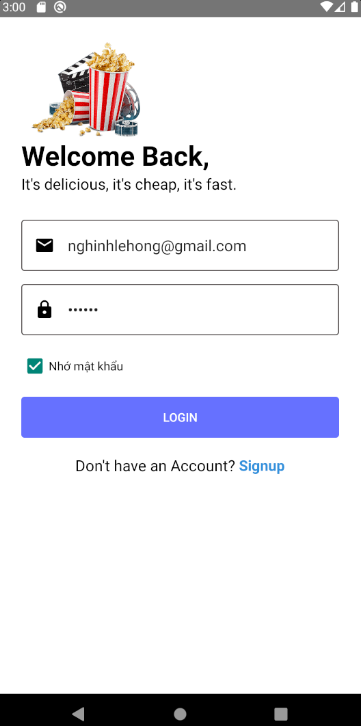 3:00
Welcome Back,
It's delicious, it's cheap, it's fast.
nghinhlehong@gmail.com
••••••
Nhớ mật khẩu
LOGIN
Don't have an Account? Signup